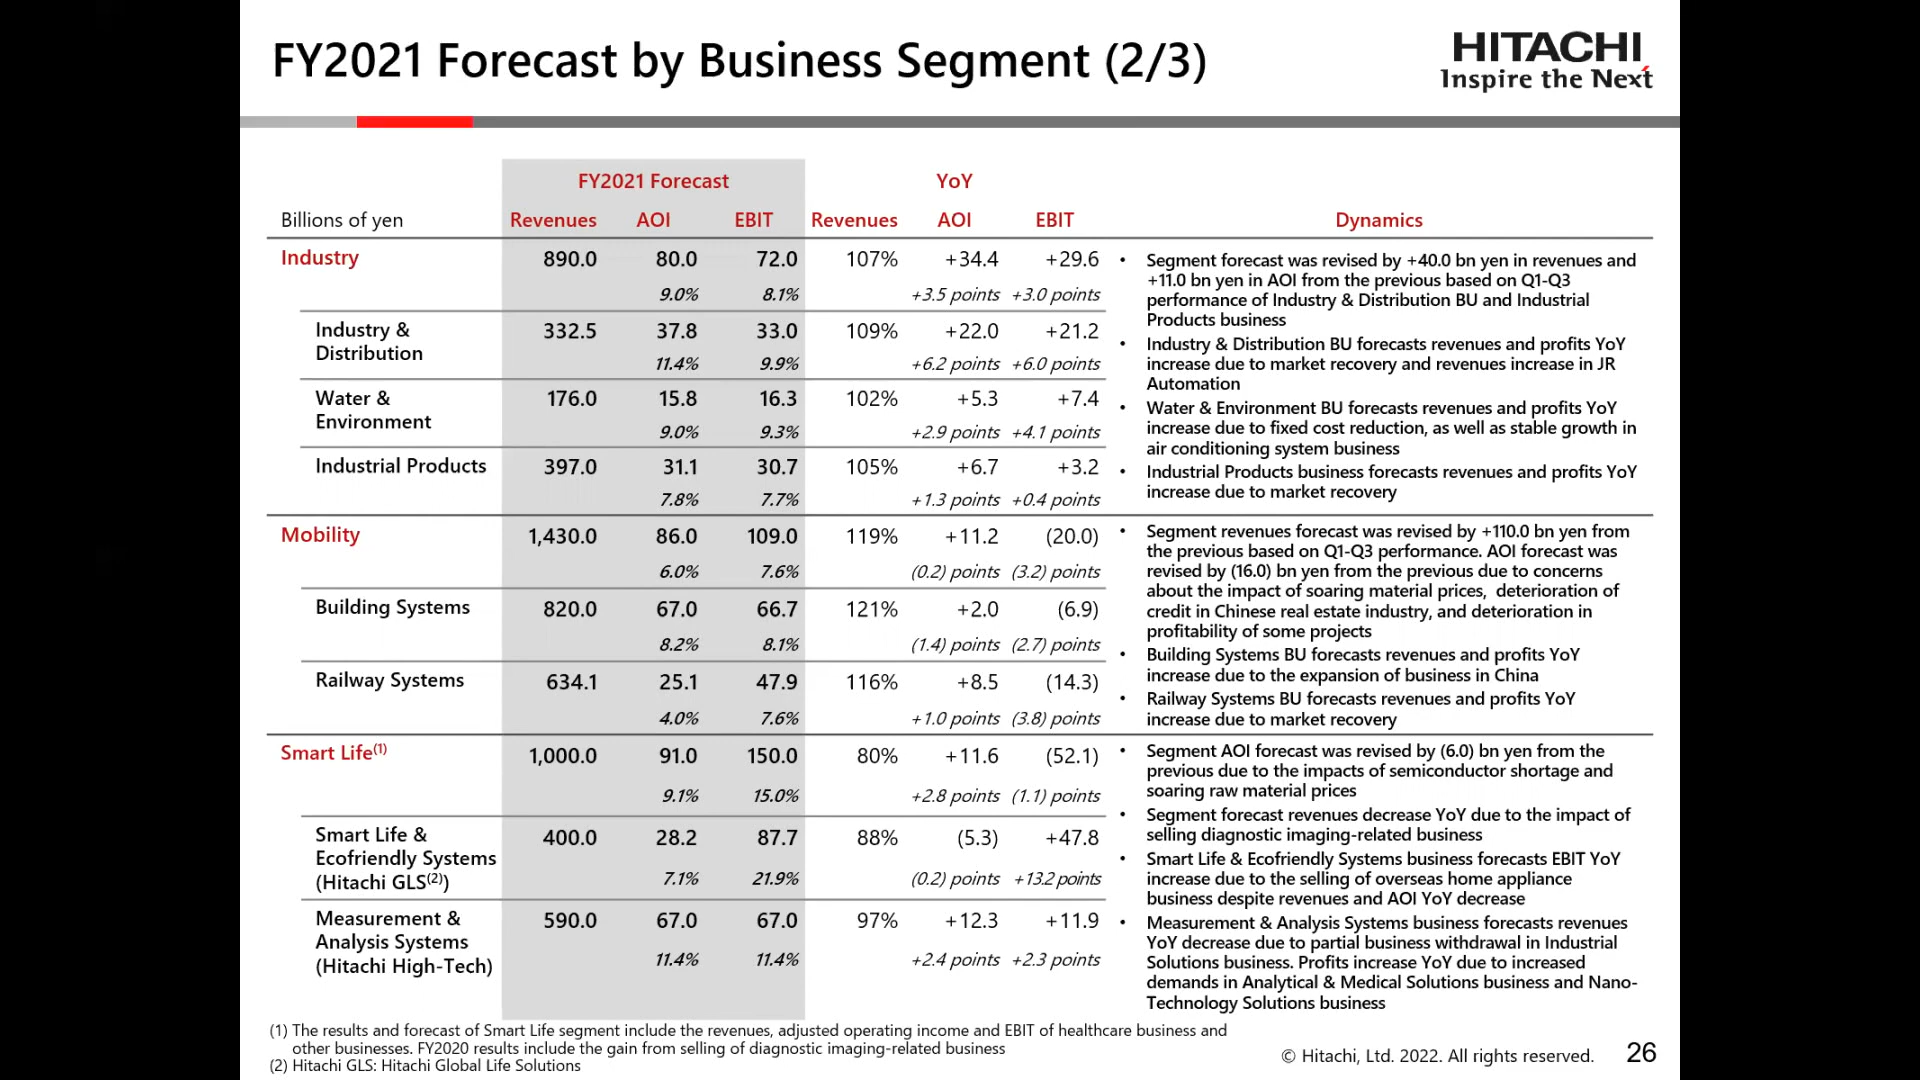 FY2021 Forecast by Business Segment (2/3)
HITACHI
Inspire the Next
FY2021 Forecast YoY
Billions of yen Revenues AOI EBIT Revenues AOI EBIT Dynamics
Industry 890.0 80.0 72.0 107% +34.4 +29.6
9.0% 8.1% +3.5 points +3.0 points
Industry &
Distribution
332.5 37.8 33.0 109% +22.0 +21.2
11.4% 9.9% +6.2 points +6.0 points
Water &
Environment
176.0 15.8 16.3 102% +5.3 +7.4
9.0% 9.3% +2.9 points +4.1 points
Industrial Products 397.0 31.1 30.7 105% +6.7 +3.2
7.8% 7.7% +1.3 points +0.4 points
• Segment forecast was revised by +40.0 bn yen in revenues and
+11.0 bn yen in AOI from the previous based on Q1-Q3
performance of Industry & Distribution BU and Industrial
Products business
• Industry & Distribution BU forecasts revenues and profits YoY
increase due to market recovery and revenues increase in JR
Automation
• Water & Environment BU forecasts revenues and profits YoY
increase due to fixed cost reduction, as well as stable growth in
air conditioning system business
• Industrial Products business forecasts revenues and profits YoY
increase due to market recovery
Mobility 1,430.0 86.0 109.0 119% +11.2 (20.0)
6.0% 7.6% (0.2) points (3.2) points
Building Systems 820.0 67.0 66.7 121% +2.0 (6.9)
8.2% 8.1% (1.4) points (2.7) points
Railway Systems 634.1 25.1 47.9 116% +8.5 (14.3)
4.0% 7.6% +1.0 points (3.8) points
• Segment revenues forecast was revised by +110.0 bn yen from
the previous based on Q1-Q3 performance. AOI forecast was
revised by (16.0) bn yen from the previous due to concerns
about the impact of soaring material prices, deterioration of
credit in Chinese real estate industry, and deterioration in
profitability of some projects
• Building Systems BU forecasts revenues and profits YoY
increase due to the expansion of business in China
• Railway Systems BU forecasts revenues and profits YoY
increase due to market recovery
Smart Life(1) 1,000.0 91.0 150.0 80% +11.6 (52.1)
9.1% 15.0% +2.8 points (1.1) points
Smart Life &
Ecofriendly Systems
(Hitachi GLS(2))
400.0 28.2 87.7 88% (5.3) +47.8
7.1% 21.9% (0.2) points +13.2 points
Measurement &
Analysis Systems
(Hitachi High-Tech)
590.0 67.0 67.0 97% +12.3 +11.9
11.4% 11.4% +2.4 points +2.3 points
• Segment AOI forecast was revised by (6.0) bn yen from the
previous due to the impacts of semiconductor shortage and
soaring raw material prices
• Segment forecast revenues decrease YoY due to the impact of
selling diagnostic imaging-related business
• Smart Life & Ecofriendly Systems business forecasts EBIT YoY
increase due to the selling of overseas home appliance
business despite revenues and AOI YoY decrease
• Measurement & Analysis Systems business forecasts revenues
YoY decrease due to partial business withdrawal in Industrial
Solutions business. Profits increase YoY due to increased
demands in Analytical & Medical Solutions business and Nano-
Technology Solutions business
(1) The results and forecast of Smart Life segment include the revenues, adjusted operating income and EBIT of healthcare business and
other businesses. FY2020 results include the gain from selling of diagnostic imaging-related business
(2) Hitachi GLS: Hitachi Global Life Solutions
© Hitachi, Ltd. 2022. All rights reserved. 26